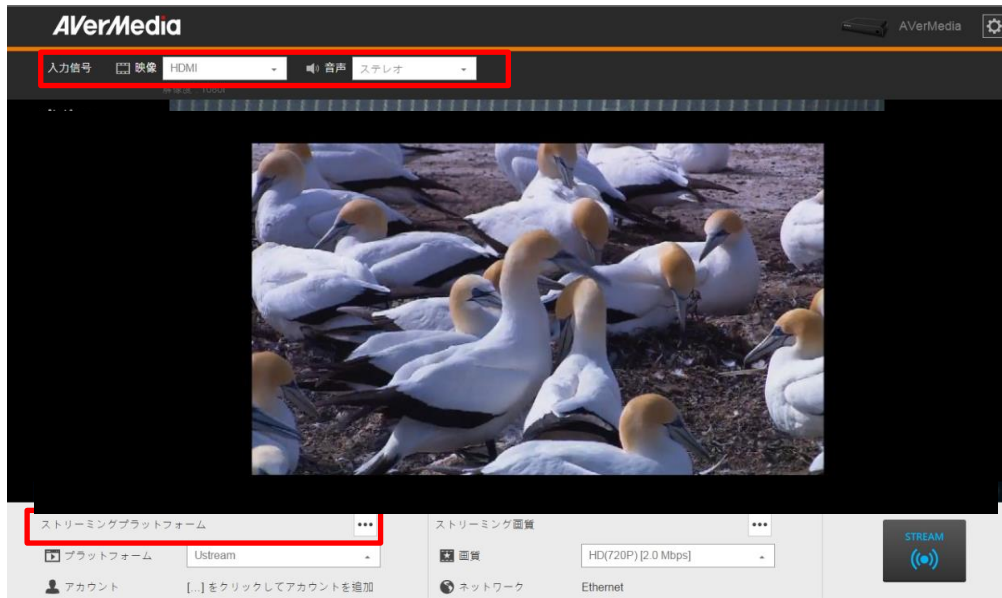 AVerMedia
AVerMedia
入力信号 映像 HDMI 音声 ステレオ
解像度 : 1080i
ストリーミングプラットフォーム ••• ストリーミング画質 •••
プラットフォーム Ustream 画質 HD(720P) [2.0 Mbps] STREAM
アカウント [...] をクリックしてアカウントを追加 ネットワーク Ethernet